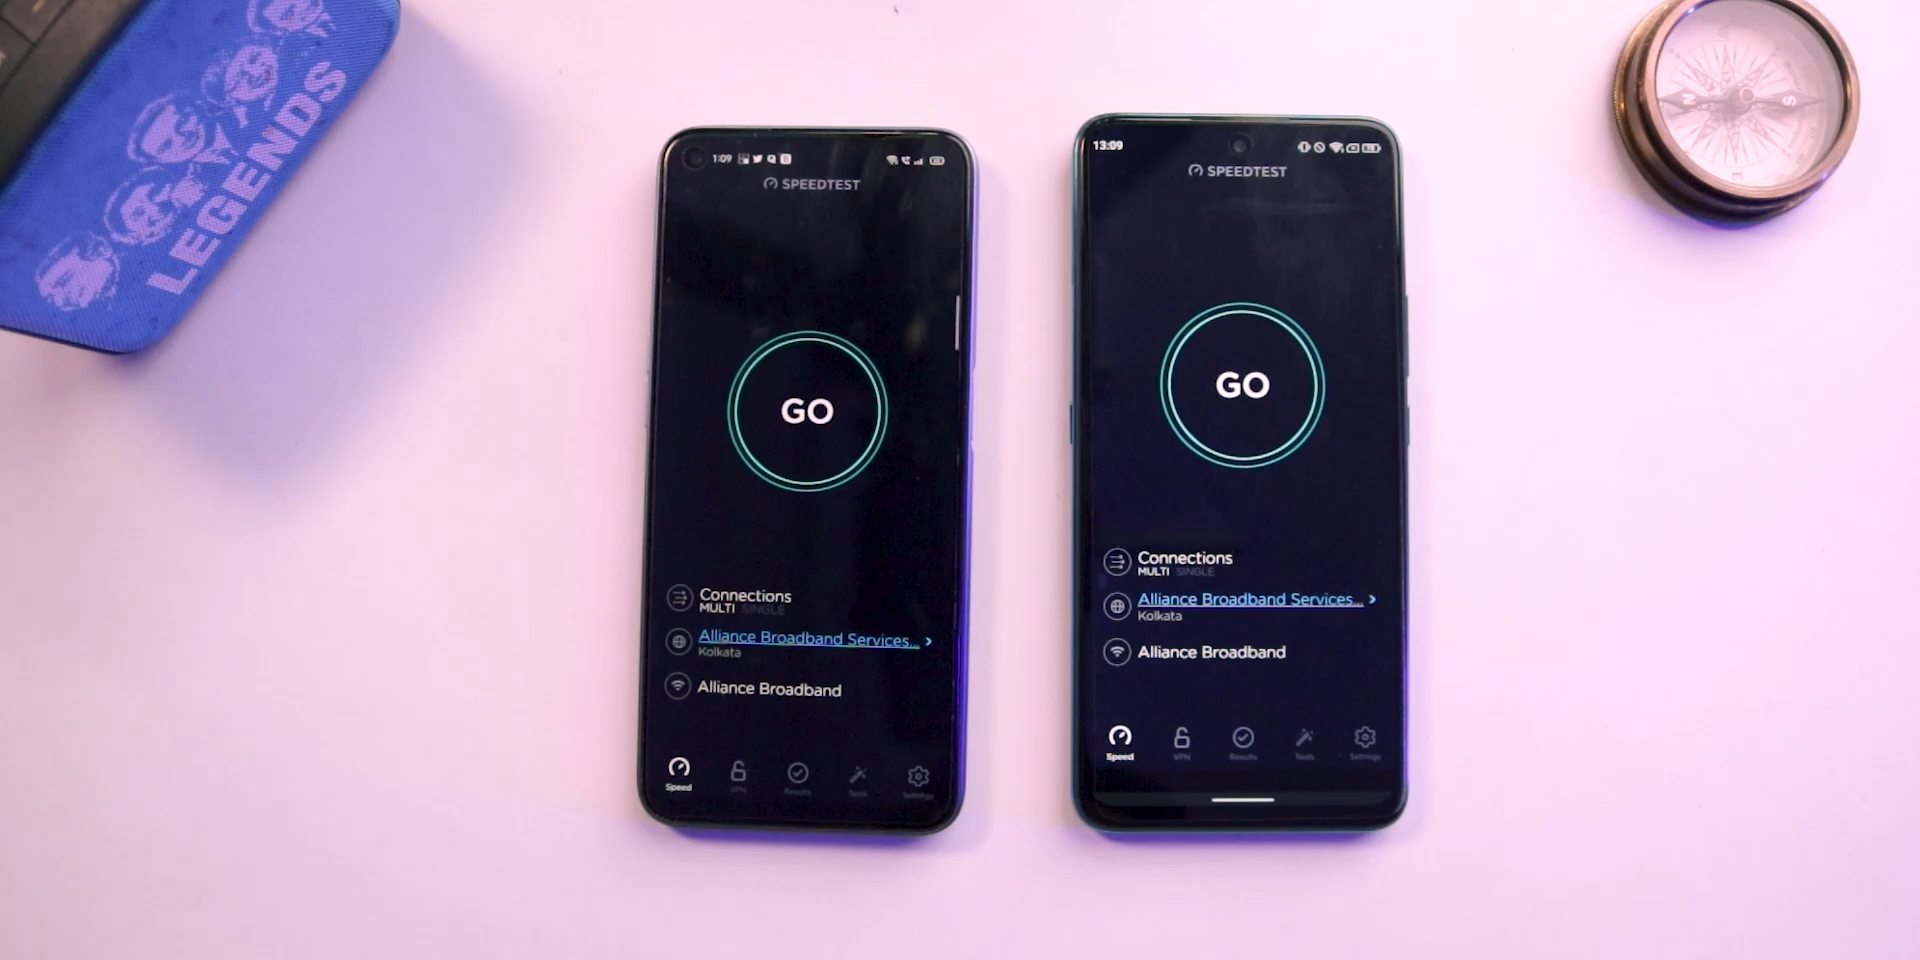 LEGENDS
1:09
SPEEDTEST
GO
Connections
MULTI SINGLE
Alliance Broadband Services... >
Kolkata
Alliance Broadband
Speed VPN Results Tools Settings
13:09
SPEEDTEST
GO
Connections
MULTI SINGLE
Alliance Broadband Services... >
Kolkata
Alliance Broadband
Speed VPN Results Tools Settings
N
S
E